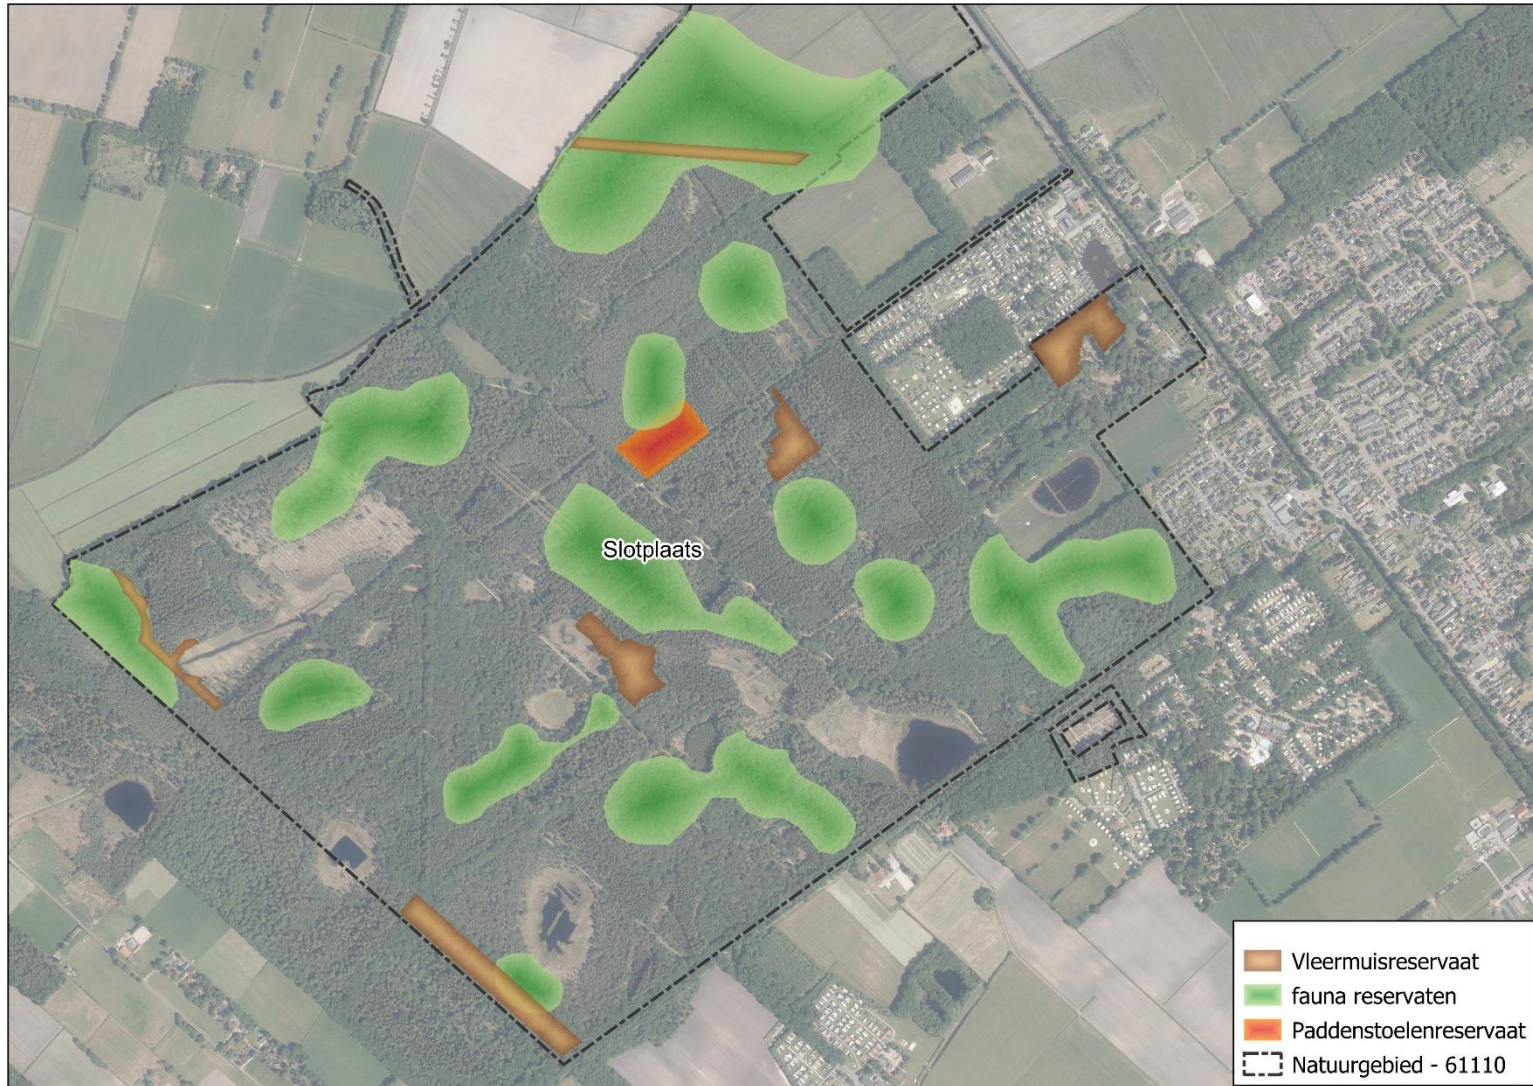 Slotplaats
Vleermuisreservaat
fauna reservaten
Paddenstoelenreservaat
Natuurgebied - 61110